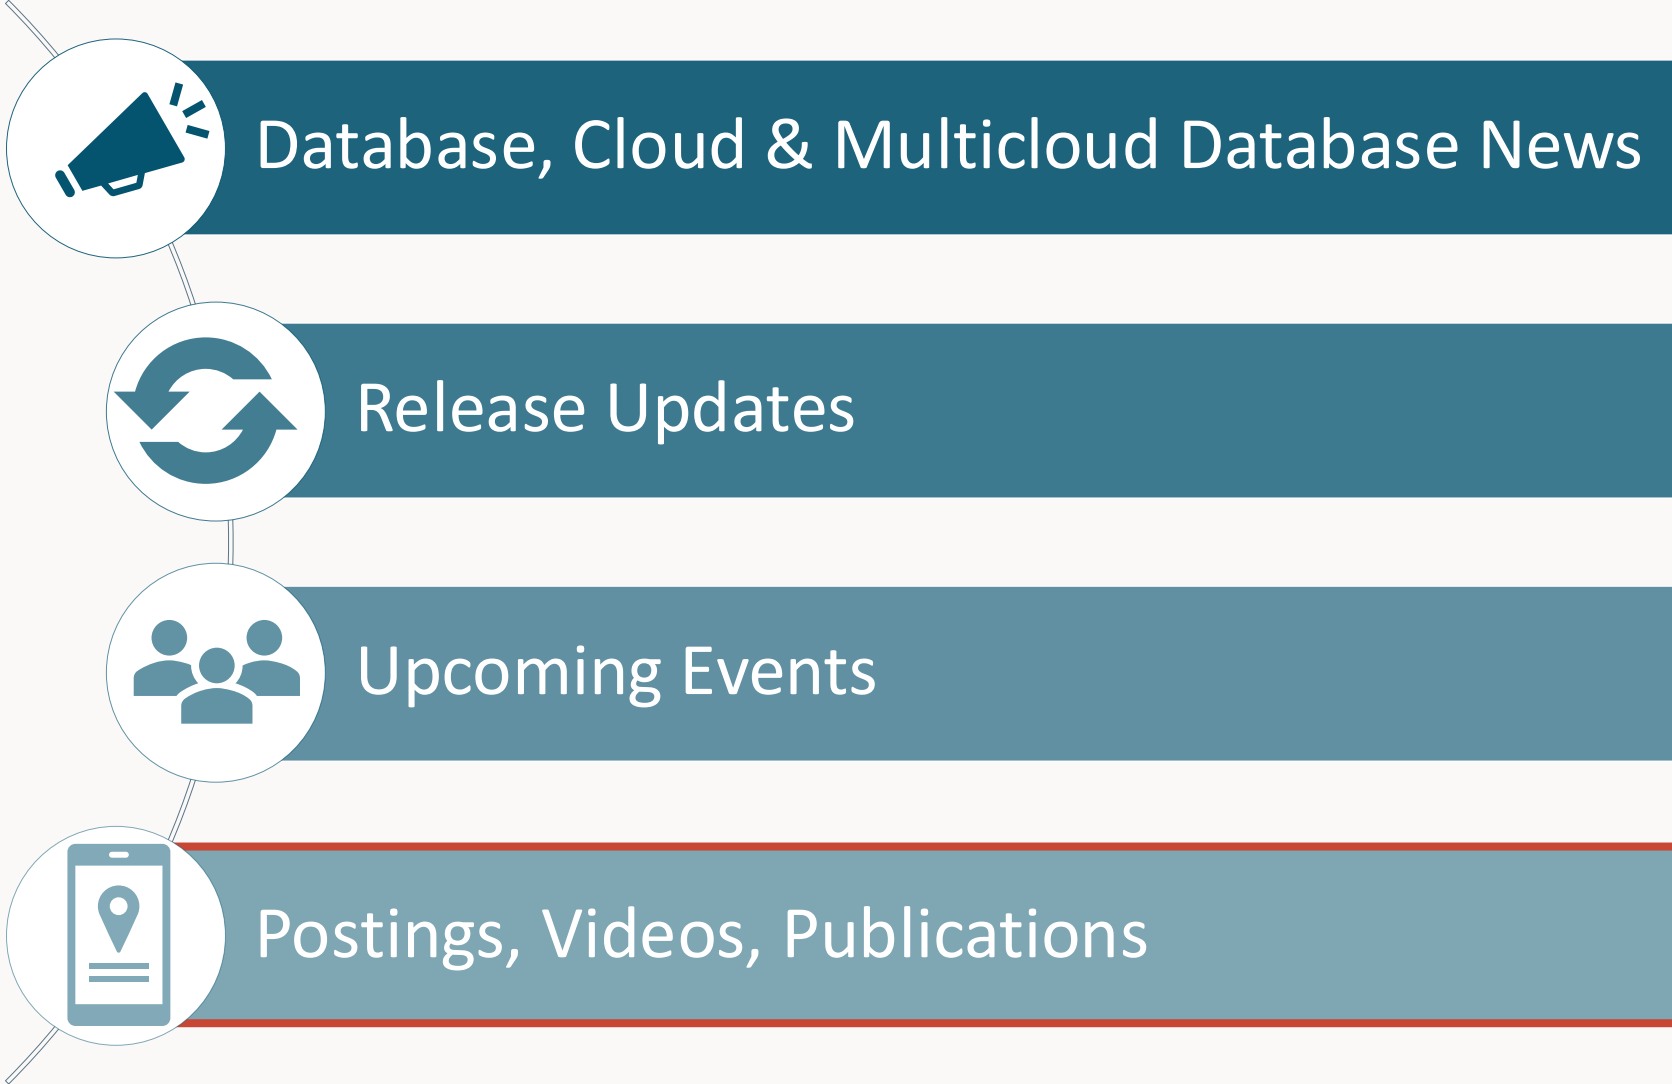 Database, Cloud & Multicloud Database News
Release Updates
Upcoming Events
Postings, Videos, Publications